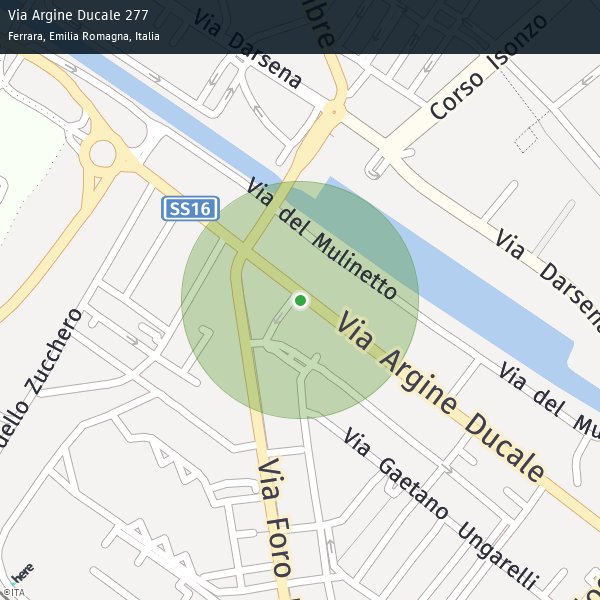 Via Argine Ducale 277
Ferrara, Emilia Romagna, Italia
Via Darsena
mbre
Corso Isonzo
SS16
Via del Mulinetto
Via Darsena
dello Zucchero
Via Argine Ducale
Via del Mu
Via Gaetano Ungarelli
Via Foro
here
©ITA